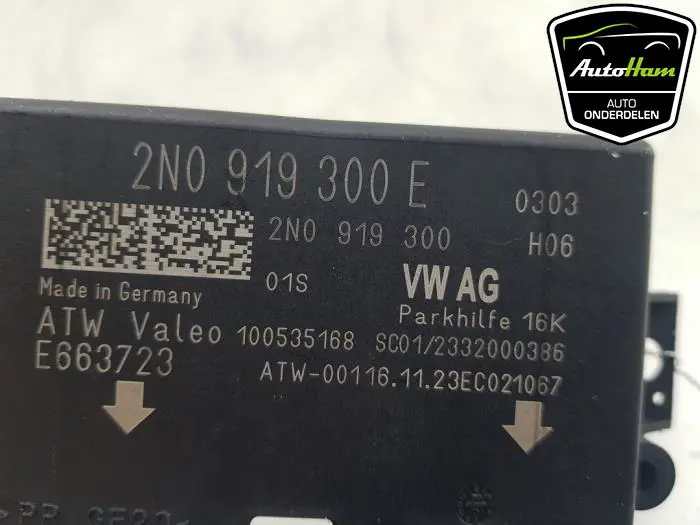 AutoHam
AUTO
ONDERDELEN
2N0 919 300 E 0303
2N0 919 300 H06
01S VW AG
Made in Germany Parkhilfe 16K
ATW Valeo 100535168 SC01/2332000386
E663723 ATW-00116.11.23EC021067